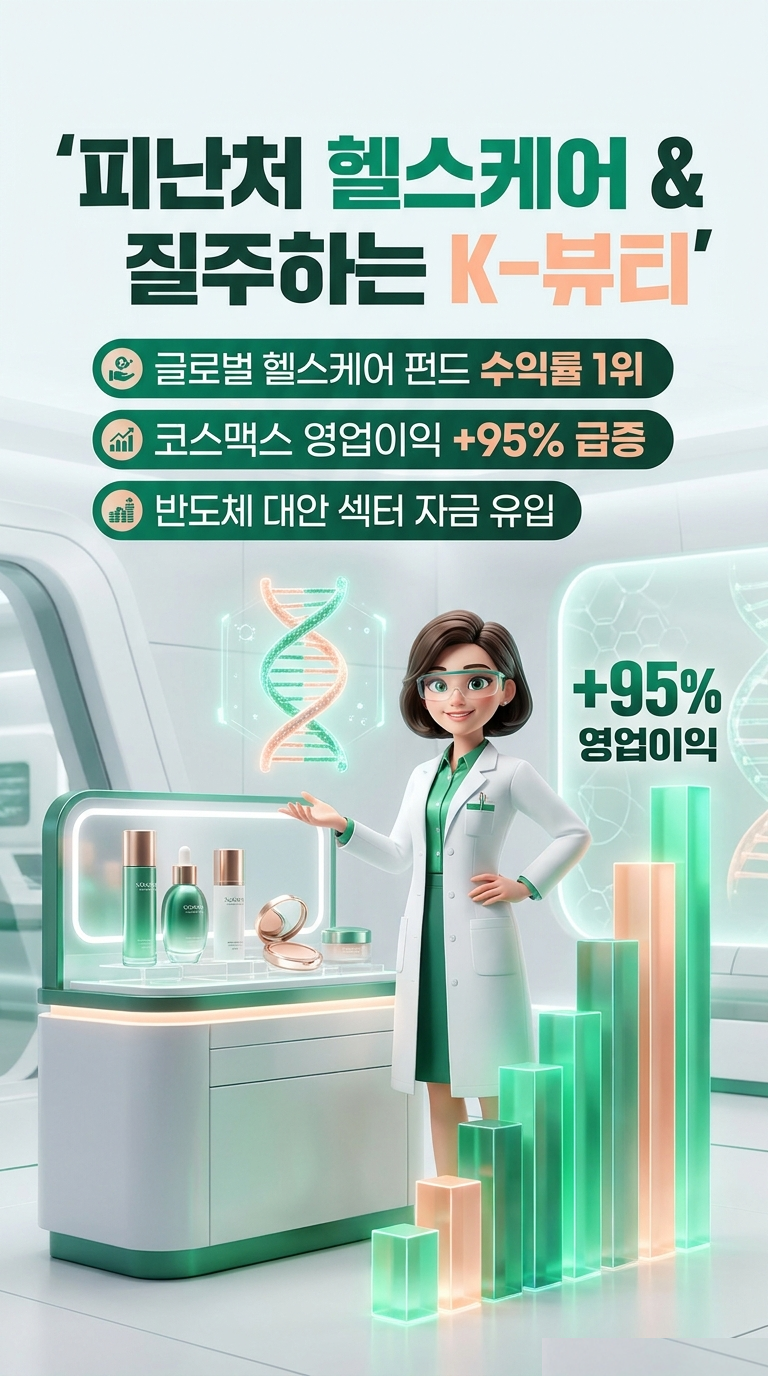 ‘피난처 헬스케어 &
질주하는 K-뷰티’
글로벌 헬스케어 펀드 수익률 1위
코스맥스 영업이익 +95% 급증
반도체 대안 섹터 자금 유입
+95%
영업이익